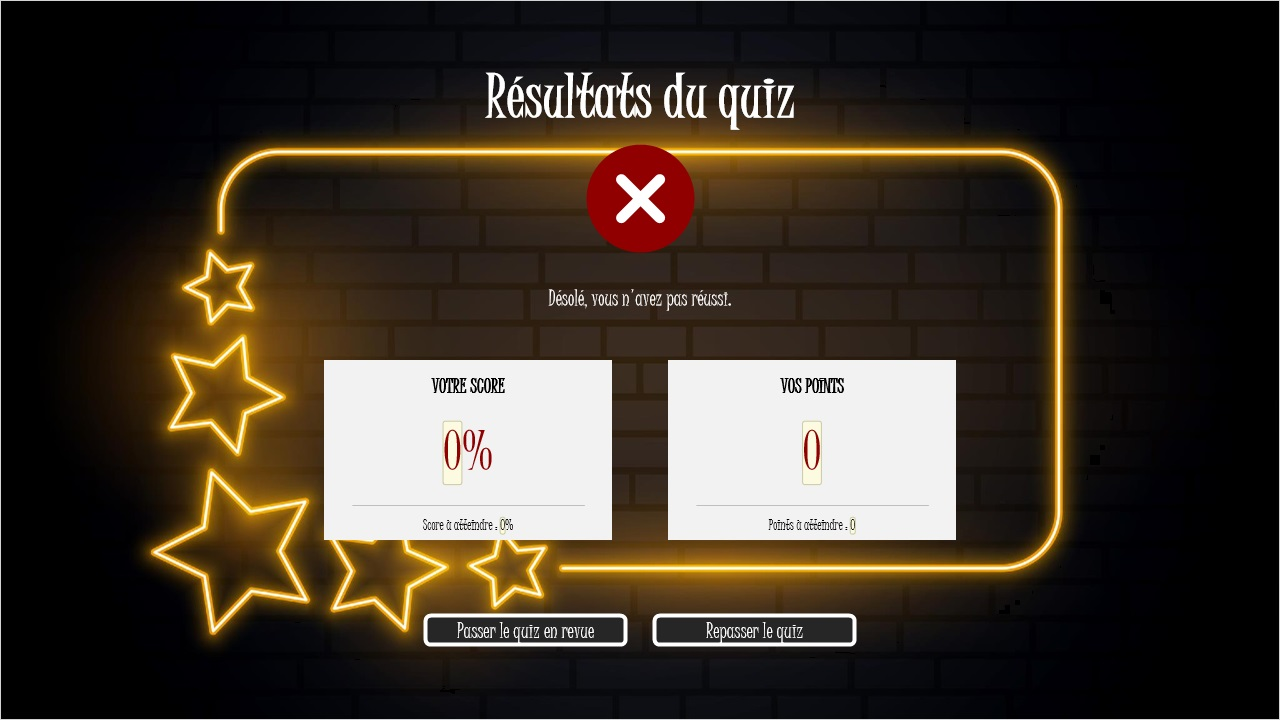 Résultats du quiz
Désolé, vous n'avez pas réussi.
VOTRE SCORE
0%
Score à atteindre : 0%
VOS POINTS
0
Points à atteindre : 0
Passer le quiz en revue
Repasser le quiz